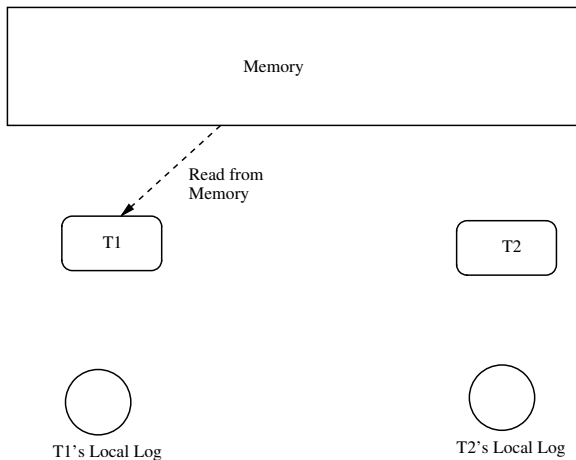 Memory
Read from
Memory
T1
T2
T1's Local Log
T2's Local Log